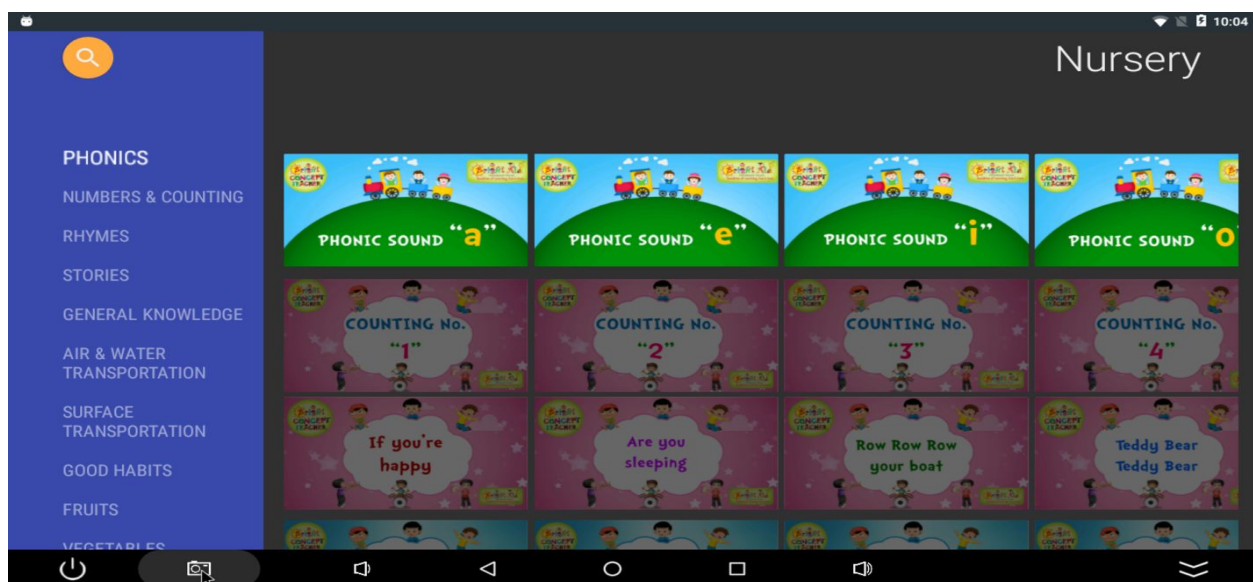 10:04
Nursery
PHONICS
NUMBERS & COUNTING
RHYMES
STORIES
GENERAL KNOWLEDGE
AIR & WATER
TRANSPORTATION
SURFACE
TRANSPORTATION
GOOD HABITS
FRUITS
VEGETABLES
PHONIC SOUND “a”
PHONIC SOUND “e”
PHONIC SOUND “i”
PHONIC SOUND “o
COUNTING No.
“1”
COUNTING No.
“2”
COUNTING No.
“3”
COUNTING No.
“4”
If you're
happy
Are you
sleeping
Row Row Row
your boat
Teddy Bear
Teddy Bear